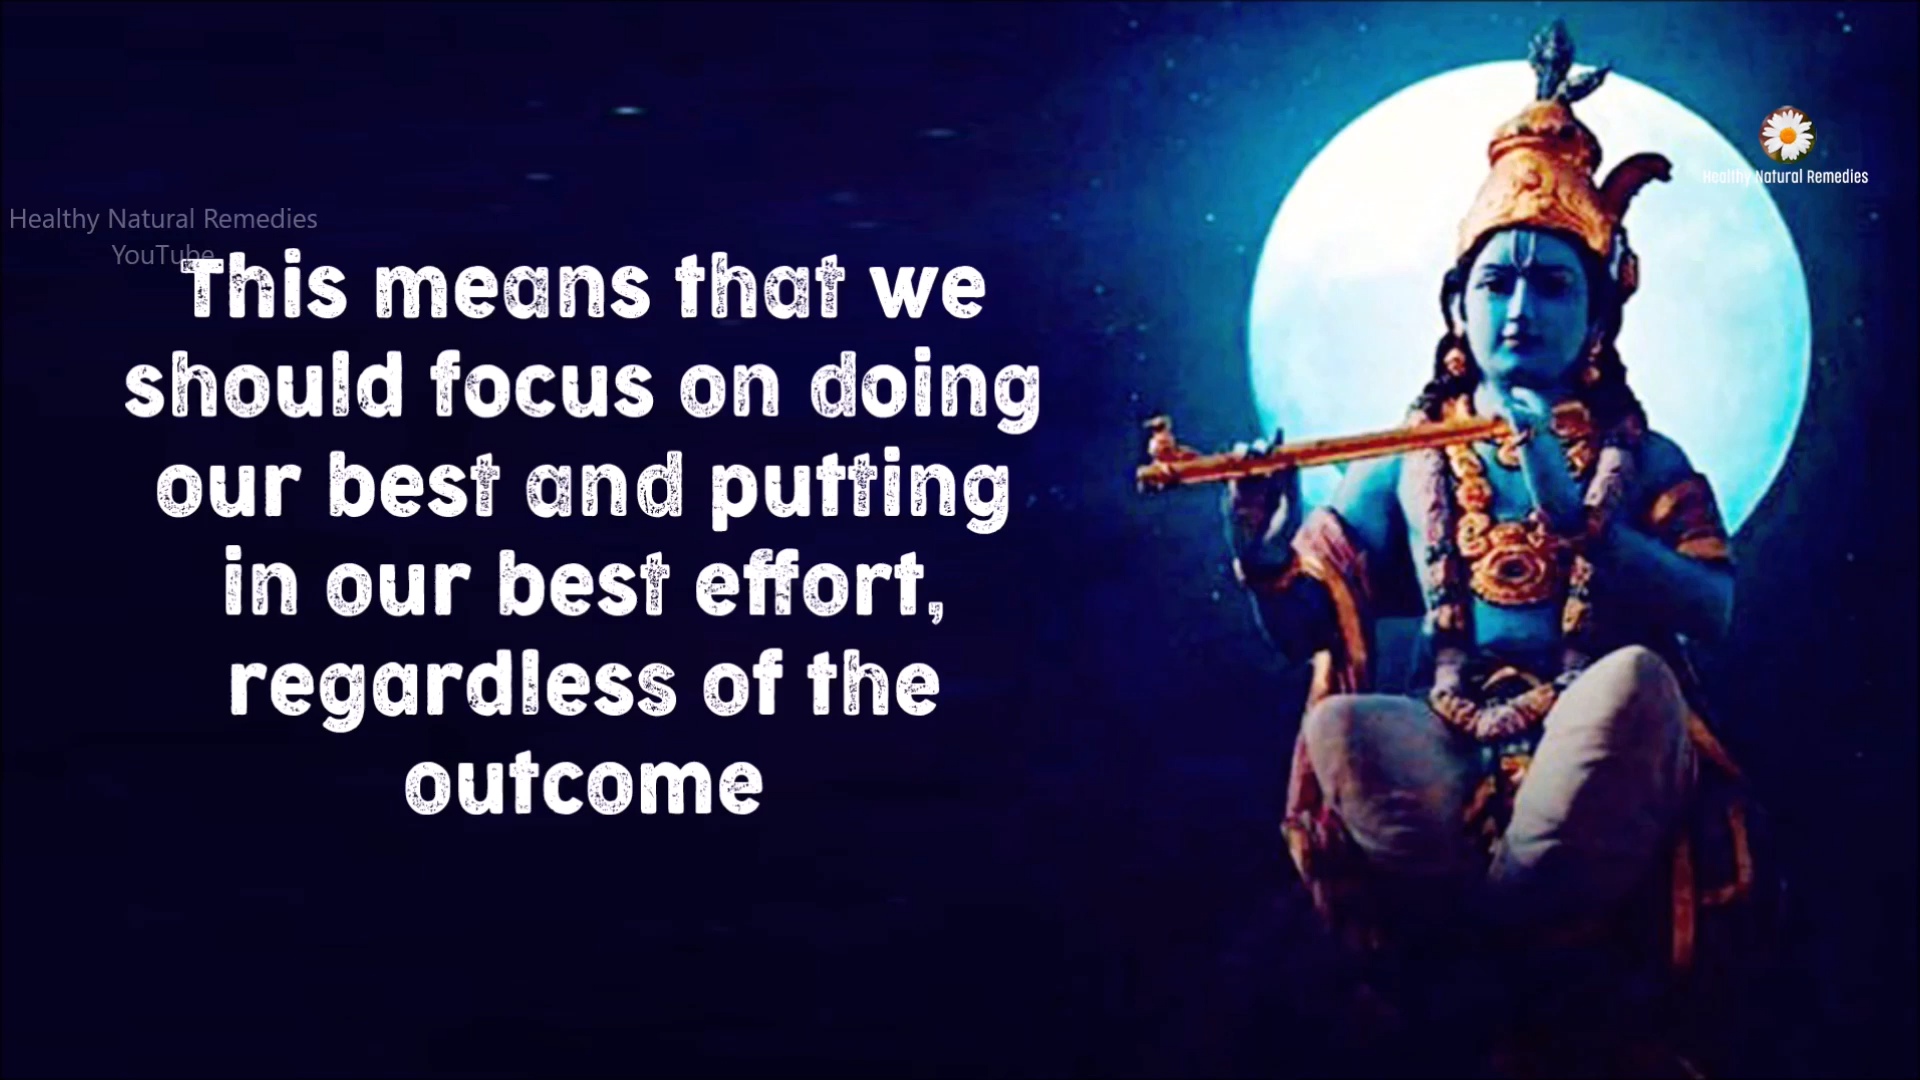 Healthy Natural Remedies
Healthy Natural Remedies
YouTube
This means that we
should focus on doing
our best and putting
in our best effort,
regardless of the
outcome